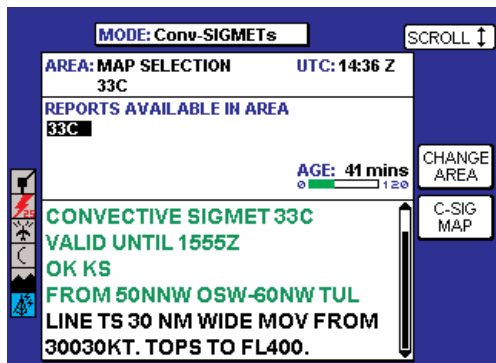 MODE: Conv-SIGMETs
SCROLL ↕
AREA: MAP SELECTION UTC: 14:36 Z
33C
REPORTS AVAILABLE IN AREA
33C
AGE: 41 mins
0 120
CHANGE
AREA
C-SIG
MAP
25
CONVECTIVE SIGMET 33C
VALID UNTIL 1555Z
OK KS
FROM 50NNW OSW-60NW TUL
LINE TS 30 NM WIDE MOV FROM
30030KT. TOPS TO FL400.